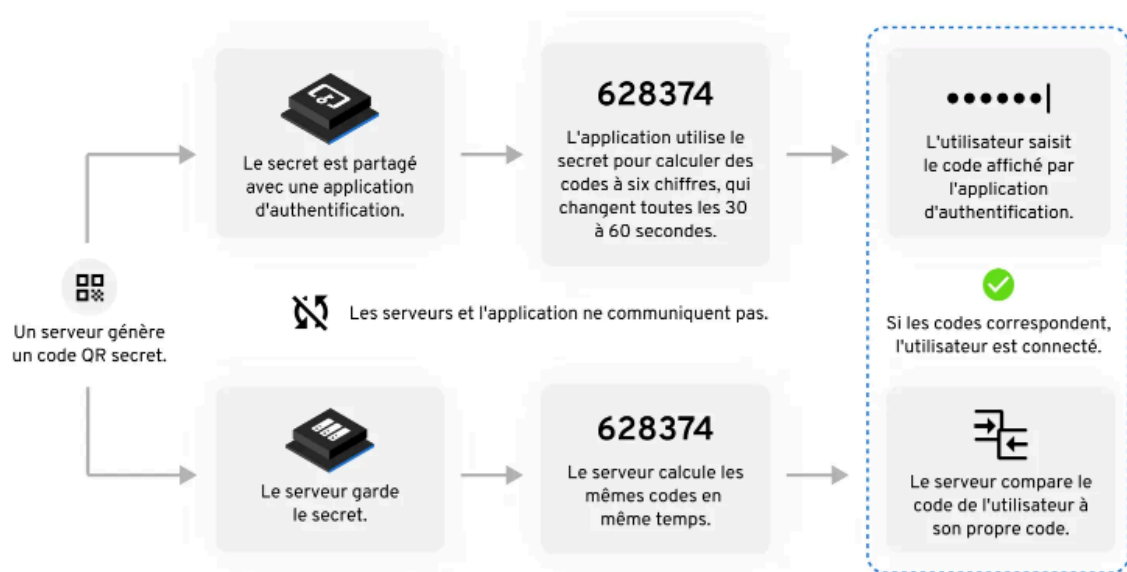 Un serveur génère
un code QR secret.
Le secret est partagé
avec une application
d'authentification.
628374
L'application utilise le
secret pour calculer des
codes à six chiffres, qui
changent toutes les 30
à 60 secondes.
L'utilisateur saisit
le code affiché par
l'application
d'authentification.
Les serveurs et l'application ne communiquent pas.
Si les codes correspondent,
l'utilisateur est connecté.
Le serveur garde
le secret.
628374
Le serveur calcule les
mêmes codes en
même temps.
Le serveur compare le
code de l'utilisateur à
son propre code.